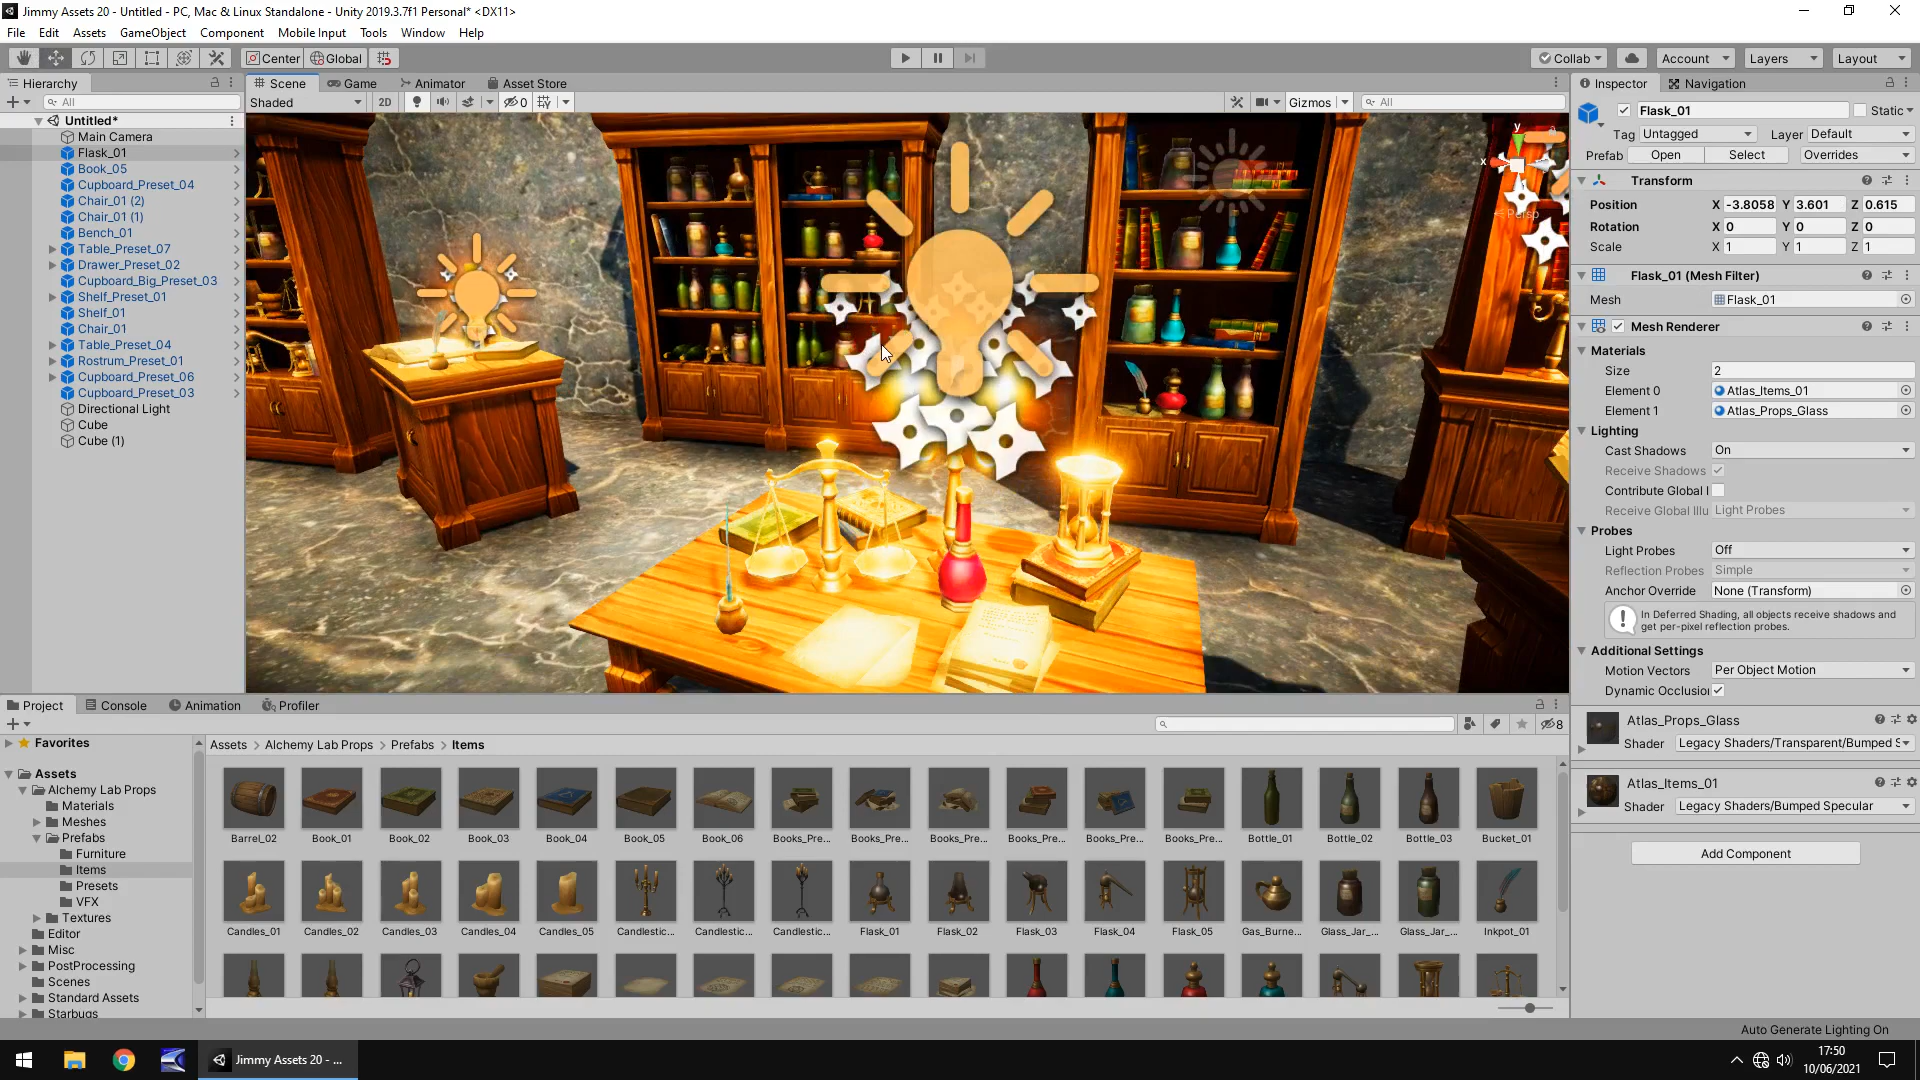 Jimmy Assets 20 - Untitled - PC, Mac & Linux Standalone - Unity 2019.3.7f1 Personal* <DX11>
File Edit Assets GameObject Component Mobile Input Tools Window Help
Center Global Collab Account Layers Layout
Hierarchy
All
Untitled*
Main Camera
Flask_01
Book_05
Cupboard_Preset_04
Chair_01 (2)
Chair_01 (1)
Bench_01
Table_Preset_07
Drawer_Preset_02
Cupboard_Big_Preset_03
Shelf_Preset_01
Shelf_01
Chair_01
Table_Preset_04
Rostrum_Preset_01
Cupboard_Preset_06
Cupboard_Preset_03
Directional Light
Cube
Cube (1)
Scene Game Animator Asset Store
Shaded 2D 0 Gizmos All
y
x
Persp
Inspector Navigation
Flask_01 Static
Tag Untagged Layer Default
Prefab Open Select Overrides
Transform
Position X -3.8058 Y 3.601 Z 0.615
Rotation X 0 Y 0 Z 0
Scale X 1 Y 1 Z 1
Flask_01 (Mesh Filter)
Mesh Flask_01
Mesh Renderer
Materials
Size 2
Element 0 Atlas_Items_01
Element 1 Atlas_Props_Glass
Lighting
Cast Shadows On
Receive Shadows
Contribute Global I
Receive Global Illu Light Probes
Probes
Light Probes Off
Reflection Probes Simple
Anchor Override None (Transform)
In Deferred Shading, all objects receive shadows and
get per-pixel reflection probes.
Additional Settings
Motion Vectors Per Object Motion
Dynamic Occlusion
Atlas_Props_Glass
Shader Legacy Shaders/Transparent/Bumped S
Atlas_Items_01
Shader Legacy Shaders/Bumped Specular
Add Component
Project Console Animation Profiler
8
Favorites
Assets
Alchemy Lab Props
Materials
Meshes
Prefabs
Furniture
Items
Presets
VFX
Textures
Editor
Misc
PostProcessing
Scenes
Standard Assets
Starbugs
Assets > Alchemy Lab Props > Prefabs > Items
Barrel_02 Book_01 Book_02 Book_03 Book_04 Book_05 Book_06 Books_Pre... Books_Pre... Books_Pre... Books_Pre... Books_Pre... Books_Pre... Bottle_01 Bottle_02 Bottle_03 Bucket_01
Candles_01 Candles_02 Candles_03 Candles_04 Candles_05 Candlestic... Candlestic... Candlestic... Flask_01 Flask_02 Flask_03 Flask_04 Flask_05 Gas_Burne... Glass_Jar_... Glass_Jar_... Inkpot_01
Auto Generate Lighting On
Jimmy Assets 20 - ...
17:50
10/06/2021